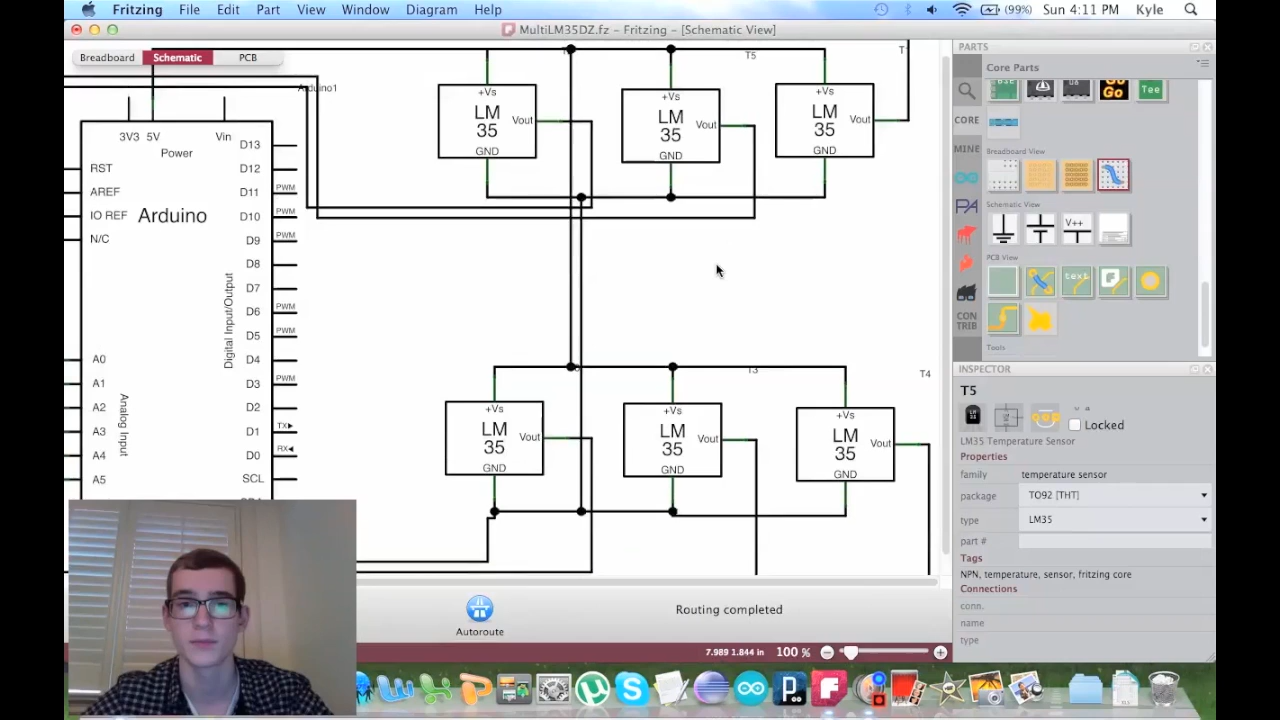 Fritzing File Edit Part View Window Diagram Help (99%) Sun 4:11 PM Kyle
MultiLM35DZ.fz - Fritzing - [Schematic View]
Breadboard Schematic PCB
Arduino1
3V3 5V Vin
Power
RST
AREF
IO REF
N/C
Arduino
D13
D12
D11 PWM
D10 PWM
D9 PWM
D8
D7
D6 PWM
D5 PWM
D4
D3 PWM
D2
D1 TX
D0 RX
SCL
Digital Input/Output
A0
A1
A2
A3
A4
A5
Analog Input
+Vs
LM
35
Vout
GND
T5
+Vs
LM
35
Vout
GND
+Vs
LM
35
Vout
GND
+Vs
LM
35
Vout
GND
T3
+Vs
LM
35
Vout
GND
T4
+Vs
LM
35
Vout
GND
Autoroute
Routing completed
7.989 1.844 in 100 %
PARTS
Core Parts
CORE
MINE
CONTRIB
Go
Go
Tee
Breadboard View
Schematic View
V++
PCB View
text
Tools
INSPECTOR
T5
Locked
LM35 Temperature Sensor
Properties
family temperature sensor
package TO92 [THT]
type LM35
part #
Tags
NPN, temperature, sensor, fritzing core
Connections
conn.
name
type